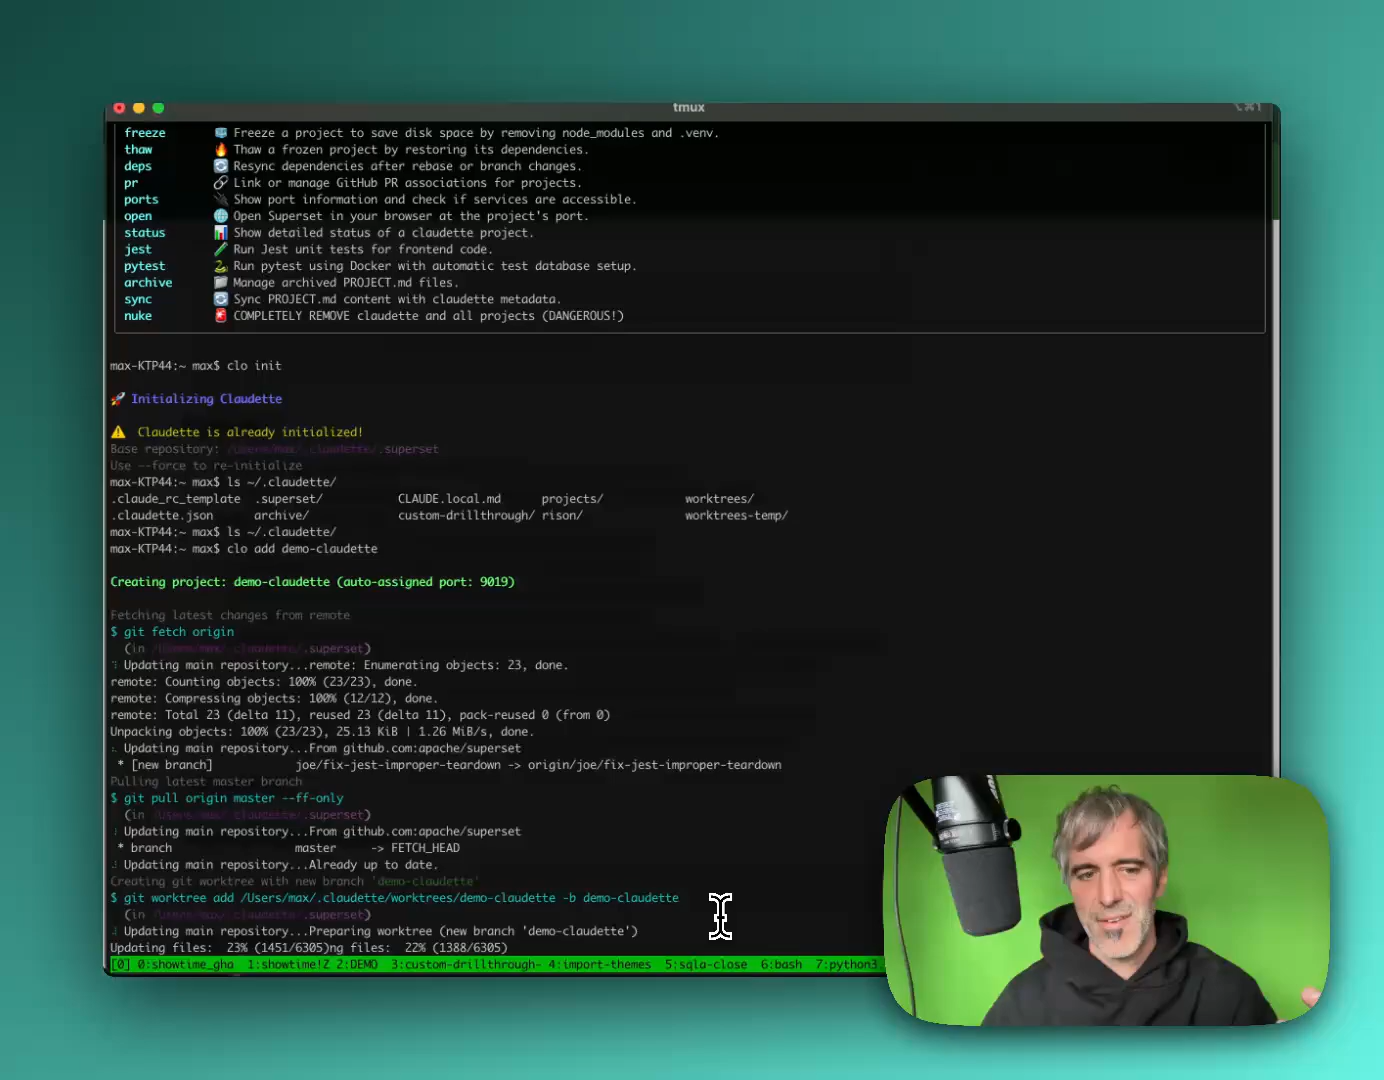 tmux
freeze Freeze a project to save disk space by removing node_modules and .venv.
thaw Thaw a frozen project by restoring its dependencies.
deps Resync dependencies after rebase or branch changes.
pr Link or manage GitHub PR associations for projects.
ports Show port information and check if services are accessible.
open Open Superset in your browser at the project's port.
status Show detailed status of a claudette project.
jest Run Jest unit tests for frontend code.
pytest Run pytest using Docker with automatic test database setup.
archive Manage archived PROJECT.md files.
sync Sync PROJECT.md content with claudette metadata.
nuke COMPLETELY REMOVE claudette and all projects (DANGEROUS!)
max-KTP44:~ max$ clo init
Initializing Claudette
Claudette is already initialized!
Base repository: /Users/max/.claudette/.superset
Use --force to re-initialize
max-KTP44:~ max$ ls ~/.claudette/
.claude_rc_template .superset/ CLAUDE.local.md projects/ worktrees/
.claudette.json archive/ custom-drillthrough/ rison/ worktrees-temp/
max-KTP44:~ max$ ls ~/.claudette/
max-KTP44:~ max$ clo add demo-claudette
Creating project: demo-claudette (auto-assigned port: 9019)
Fetching latest changes from remote
$ git fetch origin
(in /Users/max/.claudette/.superset)
Updating main repository...remote: Enumerating objects: 23, done.
remote: Counting objects: 100% (23/23), done.
remote: Compressing objects: 100% (12/12), done.
remote: Total 23 (delta 11), reused 23 (delta 11), pack-reused 0 (from 0)
Unpacking objects: 100% (23/23), 25.13 KiB | 1.26 MiB/s, done.
Updating main repository...From github.com:apache/superset
* [new branch] joe/fix-jest-improper-teardown -> origin/joe/fix-jest-improper-teardown
Pulling latest master branch
$ git pull origin master --ff-only
(in /Users/max/.claudette/.superset)
Updating main repository...From github.com:apache/superset
* branch master -> FETCH_HEAD
Updating main repository...Already up to date.
Creating git worktree with new branch 'demo-claudette'
$ git worktree add /Users/max/.claudette/worktrees/demo-claudette -b demo-claudette
(in /Users/max/.claudette/.superset)
Updating main repository...Preparing worktree (new branch 'demo-claudette')
Updating files: 23% (1451/6305)ng files: 22% (1388/6305)
[0] 0:showtime_gha 1:showtime!Z 2:DEMO 3:custom-drillthrough- 4:import-themes 5:sqla-close 6:bash 7:python3.